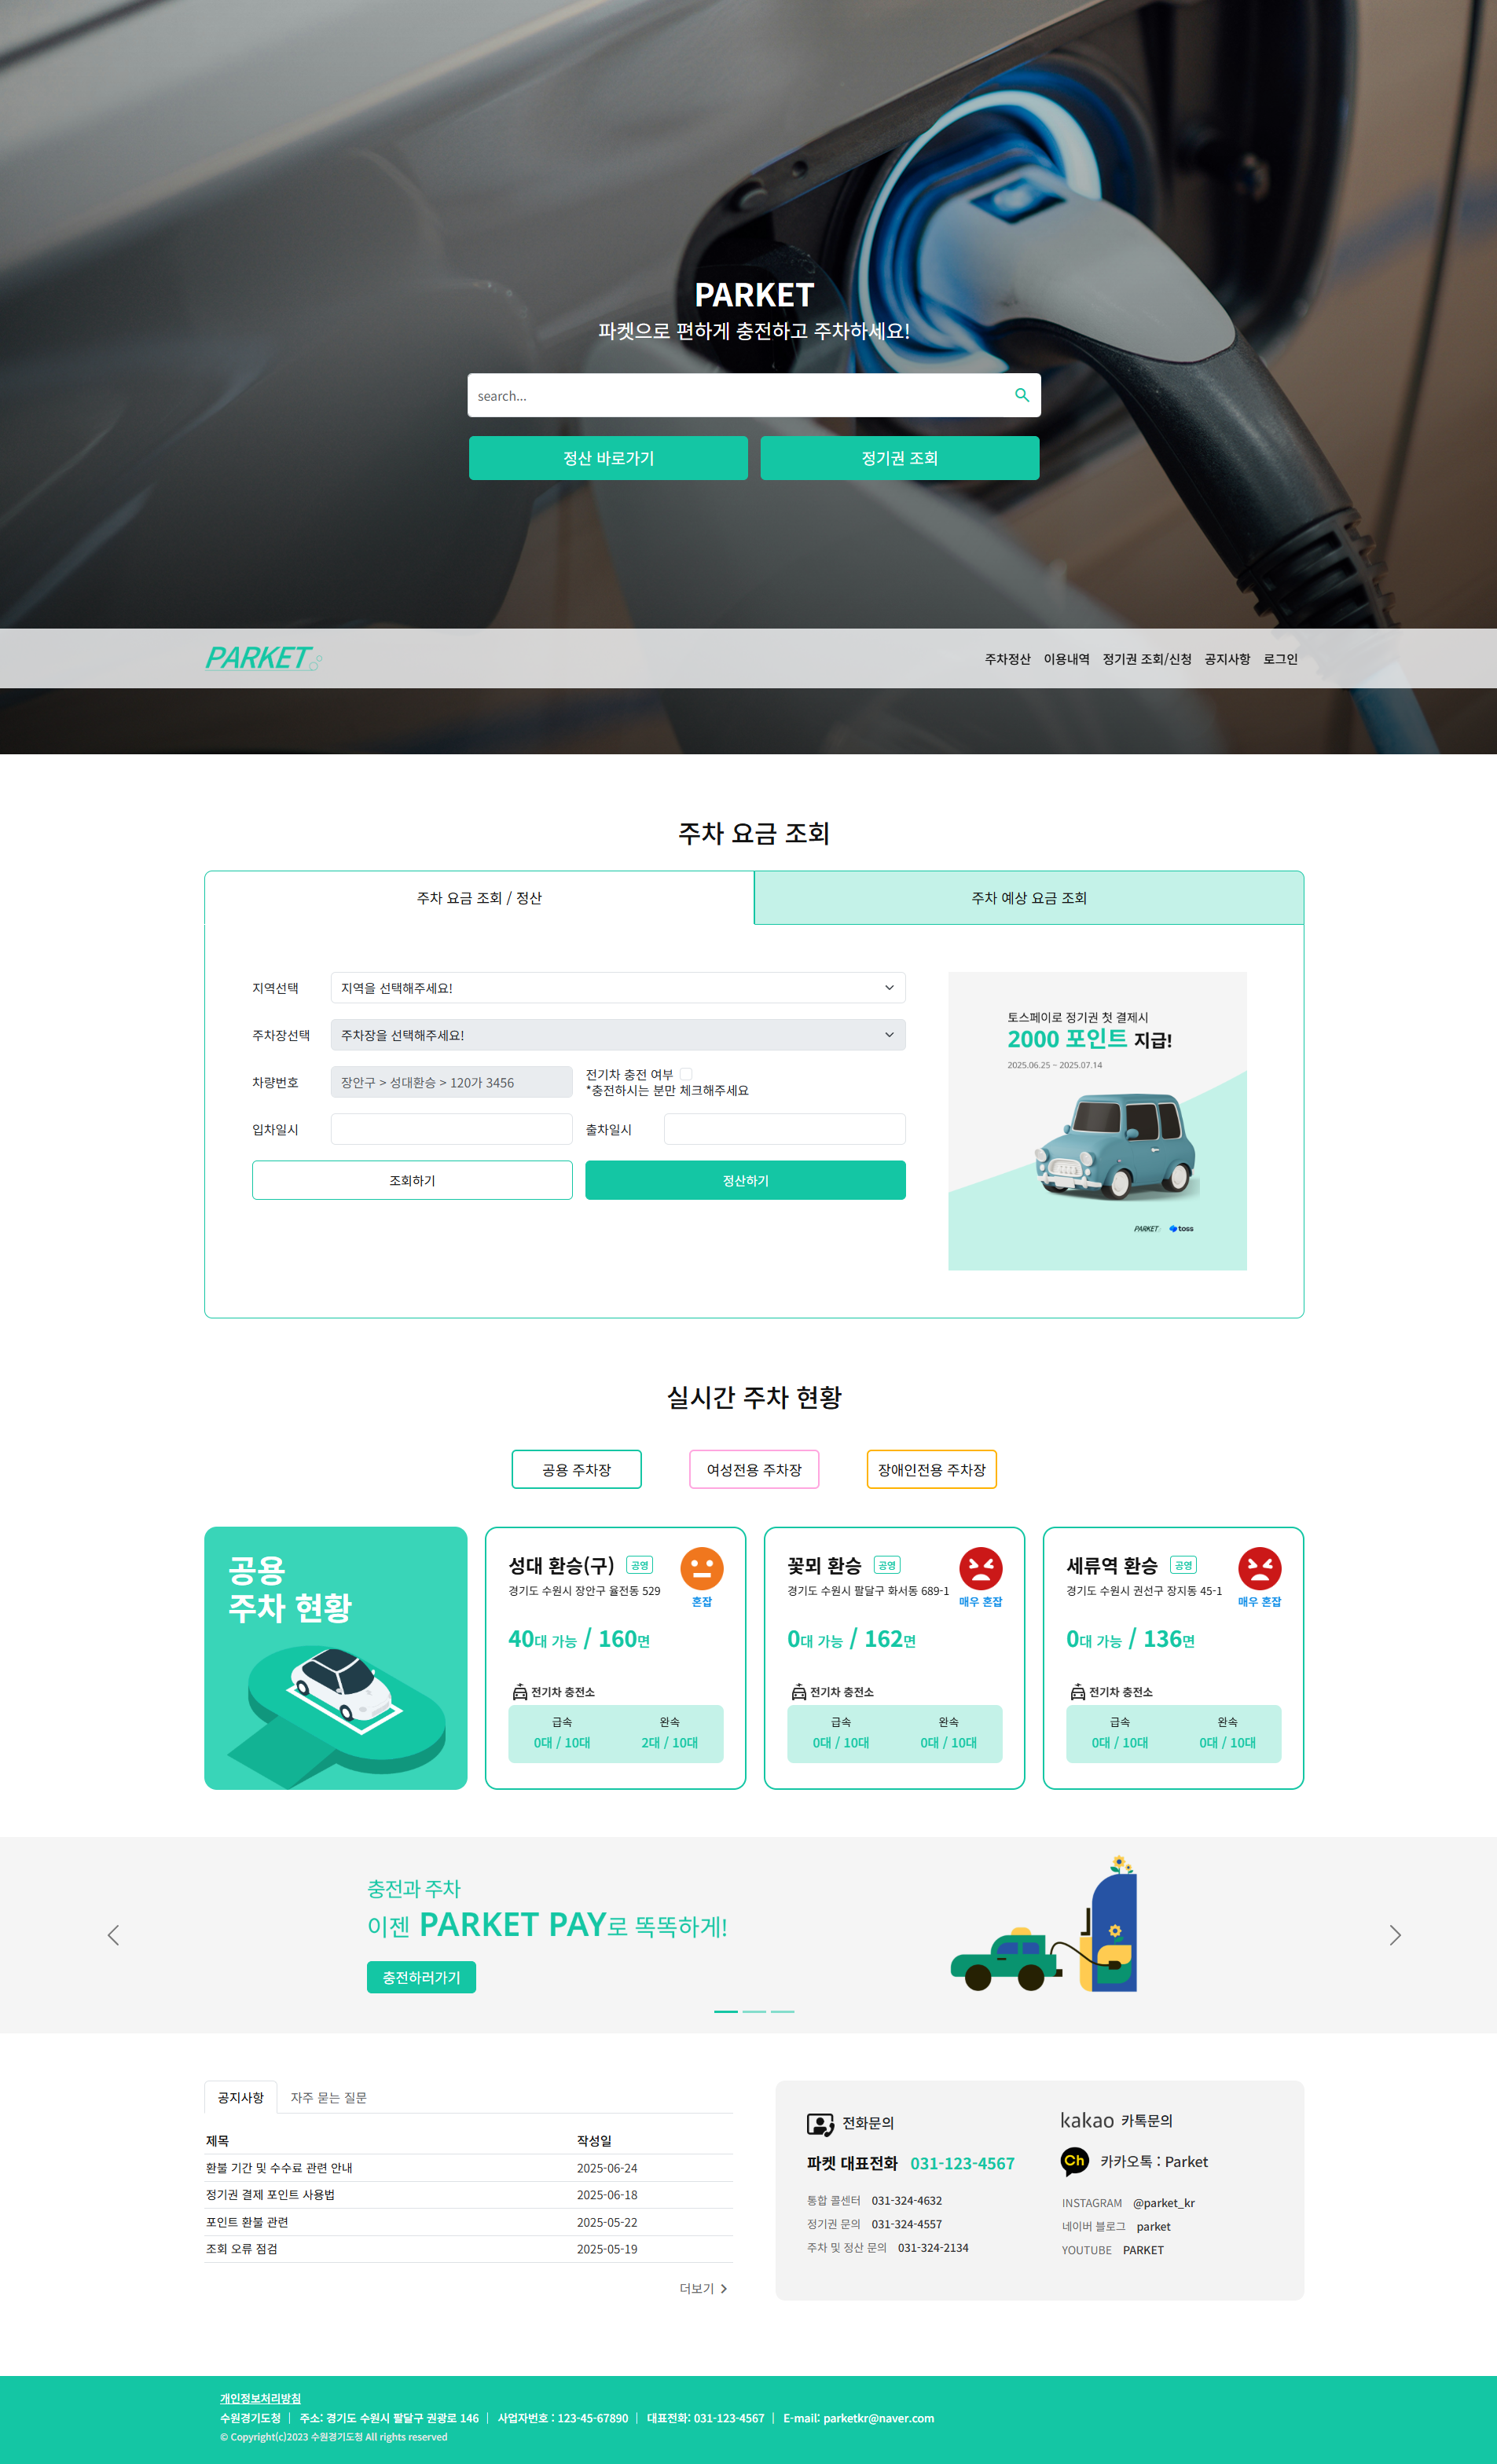 PARKET
파켓으로 편하게 충전하고 주차하세요!
search...
정산 바로가기
정기권 조회
PARKET
주차정산 이용내역 정기권 조회/신청 공지사항 로그인
주차 요금 조회
주차 요금 조회 / 정산
주차 예상 요금 조회
지역선택
지역을 선택해주세요!
주차장선택
주차장을 선택해주세요!
차량번호
장안구 > 성대환승 > 120가 3456
전기차 충전 여부
*충전하시는 분만 체크해주세요
입차일시
출차일시
조회하기
정산하기
토스페이로 정기권 첫 결제시
2000 포인트 지급!
2025.06.25 ~ 2025.07.14
PARKET toss
실시간 주차 현황
공용 주차장
여성전용 주차장
장애인전용 주차장
공용
주차 현황
성대 환승(구) 공영
경기도 수원시 장안구 율전동 529
혼잡
40대 가능 / 160면
전기차 충전소
급속 완속
0대 / 10대 2대 / 10대
꽃뫼 환승 공영
경기도 수원시 팔달구 화서동 689-1
매우 혼잡
0대 가능 / 162면
전기차 충전소
급속 완속
0대 / 10대 0대 / 10대
세류역 환승 공영
경기도 수원시 권선구 장지동 45-1
매우 혼잡
0대 가능 / 136면
전기차 충전소
급속 완속
0대 / 10대 0대 / 10대
충전과 주차
이젠 PARKET PAY로 똑똑하게!
충전하러가기
공지사항 자주 묻는 질문
제목 작성일
환불 기간 및 수수료 관련 안내 2025-06-24
정기권 결제 포인트 사용법 2025-06-18
포인트 환불 관련 2025-05-22
조회 오류 점검 2025-05-19
더보기
전화문의
파켓 대표전화 031-123-4567
통합 콜센터 031-324-4632
정기권 문의 031-324-4557
주차 및 정산 문의 031-324-2134
kakao 카톡문의
Ch 카카오톡 : Parket
INSTAGRAM @parket_kr
네이버 블로그 parket
YOUTUBE PARKET
개인정보처리방침
수원경기도청 | 주소: 경기도 수원시 팔달구 권광로 146 | 사업자번호 : 123-45-67890 | 대표전화: 031-123-4567 | E-mail: parketkr@naver.com
© Copyright(c)2023 수원경기도청 All rights reserved